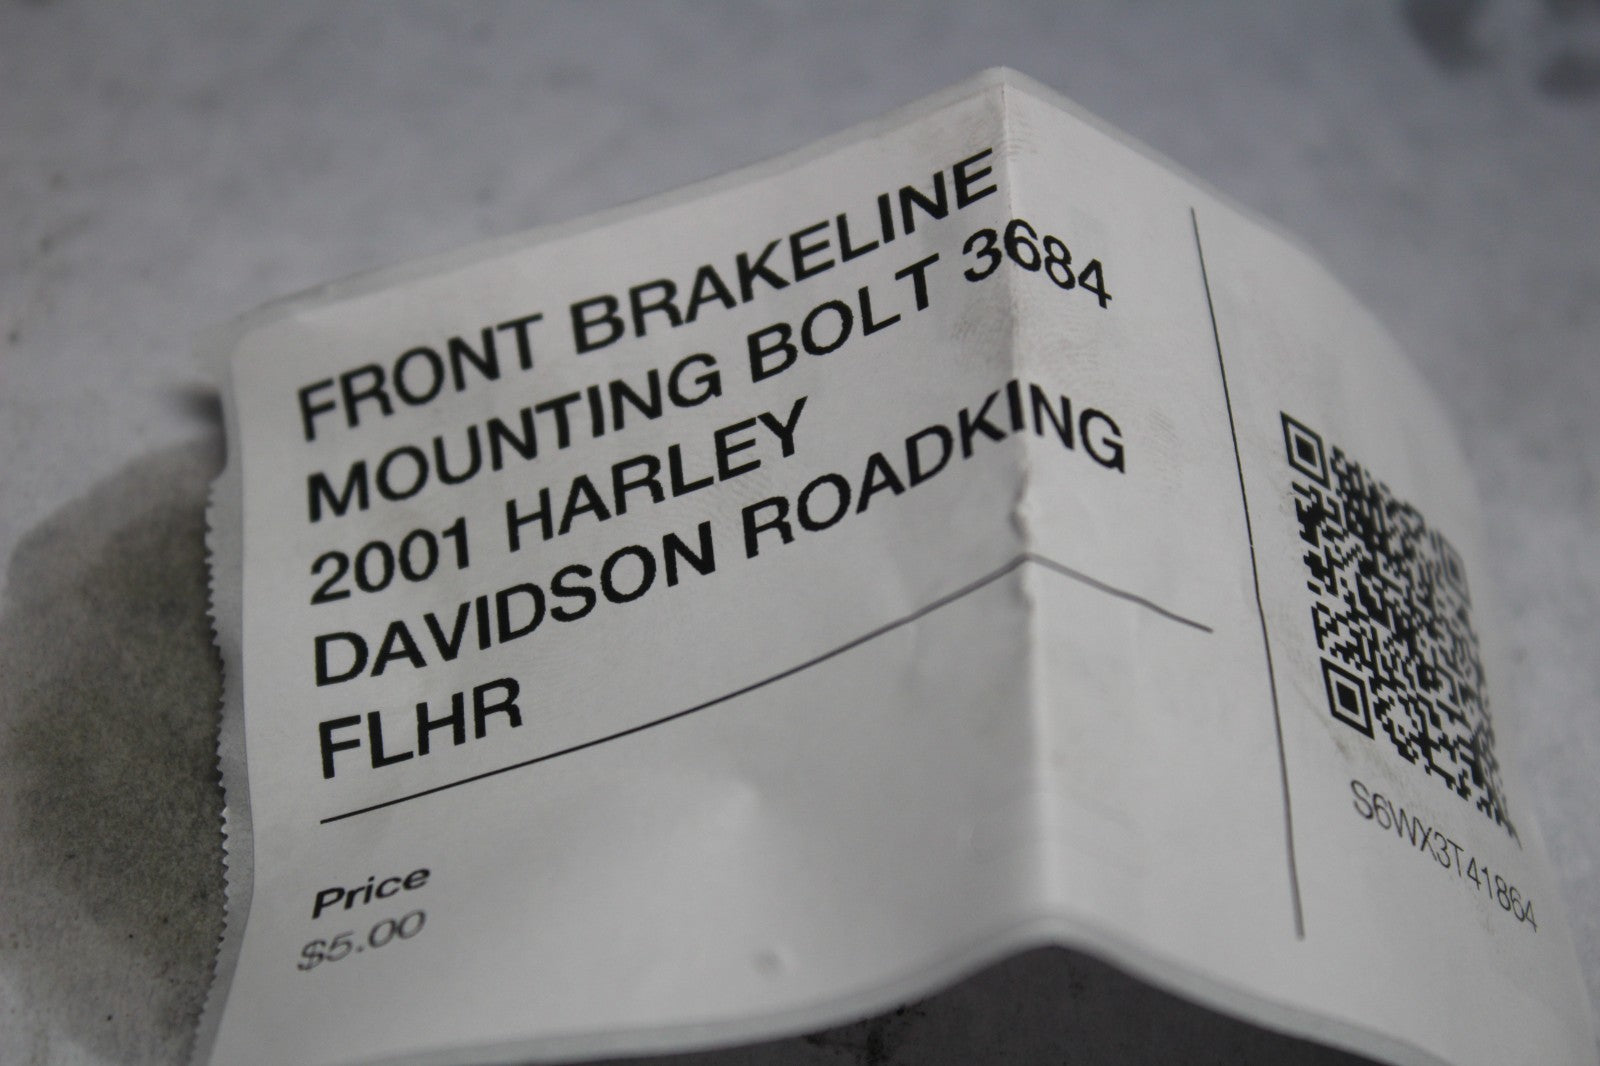 FRONT BRAKELINE
MOUNTING BOLT 3684
2001 HARLEY
DAVIDSON ROADKING
FLHR
Price
$5.00
S6WX3T41864